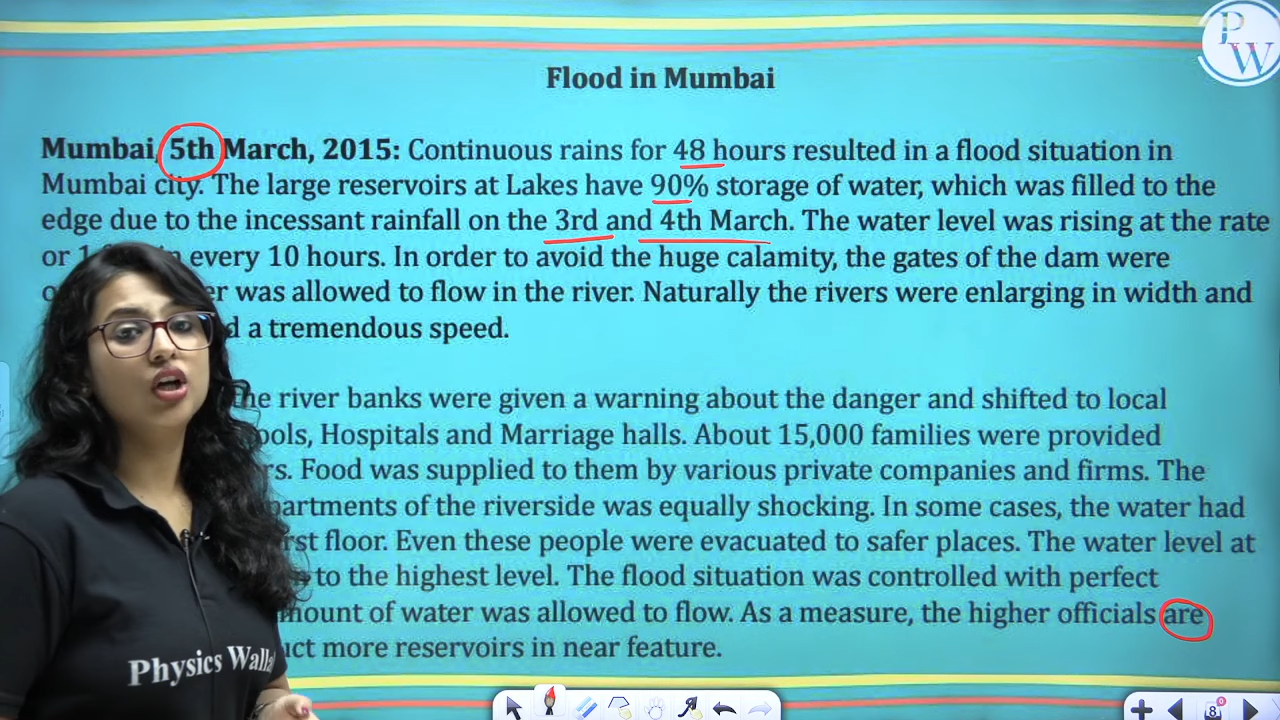 P
W
Flood in Mumbai
Mumbai, 5th March, 2015: Continuous rains for 48 hours resulted in a flood situation in
Mumbai city. The large reservoirs at Lakes have 90% storage of water, which was filled to the
edge due to the incessant rainfall on the 3rd and 4th March. The water level was rising at the rate
or 1 every 10 hours. In order to avoid the huge calamity, the gates of the dam were
was allowed to flow in the river. Naturally the rivers were enlarging in width and
a tremendous speed.
the river banks were given a warning about the danger and shifted to local
Hospitals and Marriage halls. About 15,000 families were provided
Food was supplied to them by various private companies and firms. The
of the riverside was equally shocking. In some cases, the water had
floor. Even these people were evacuated to safer places. The water level at
to the highest level. The flood situation was controlled with perfect
of water was allowed to flow. As a measure, the higher officials are
more reservoirs in near feature.
Physics Walla
8